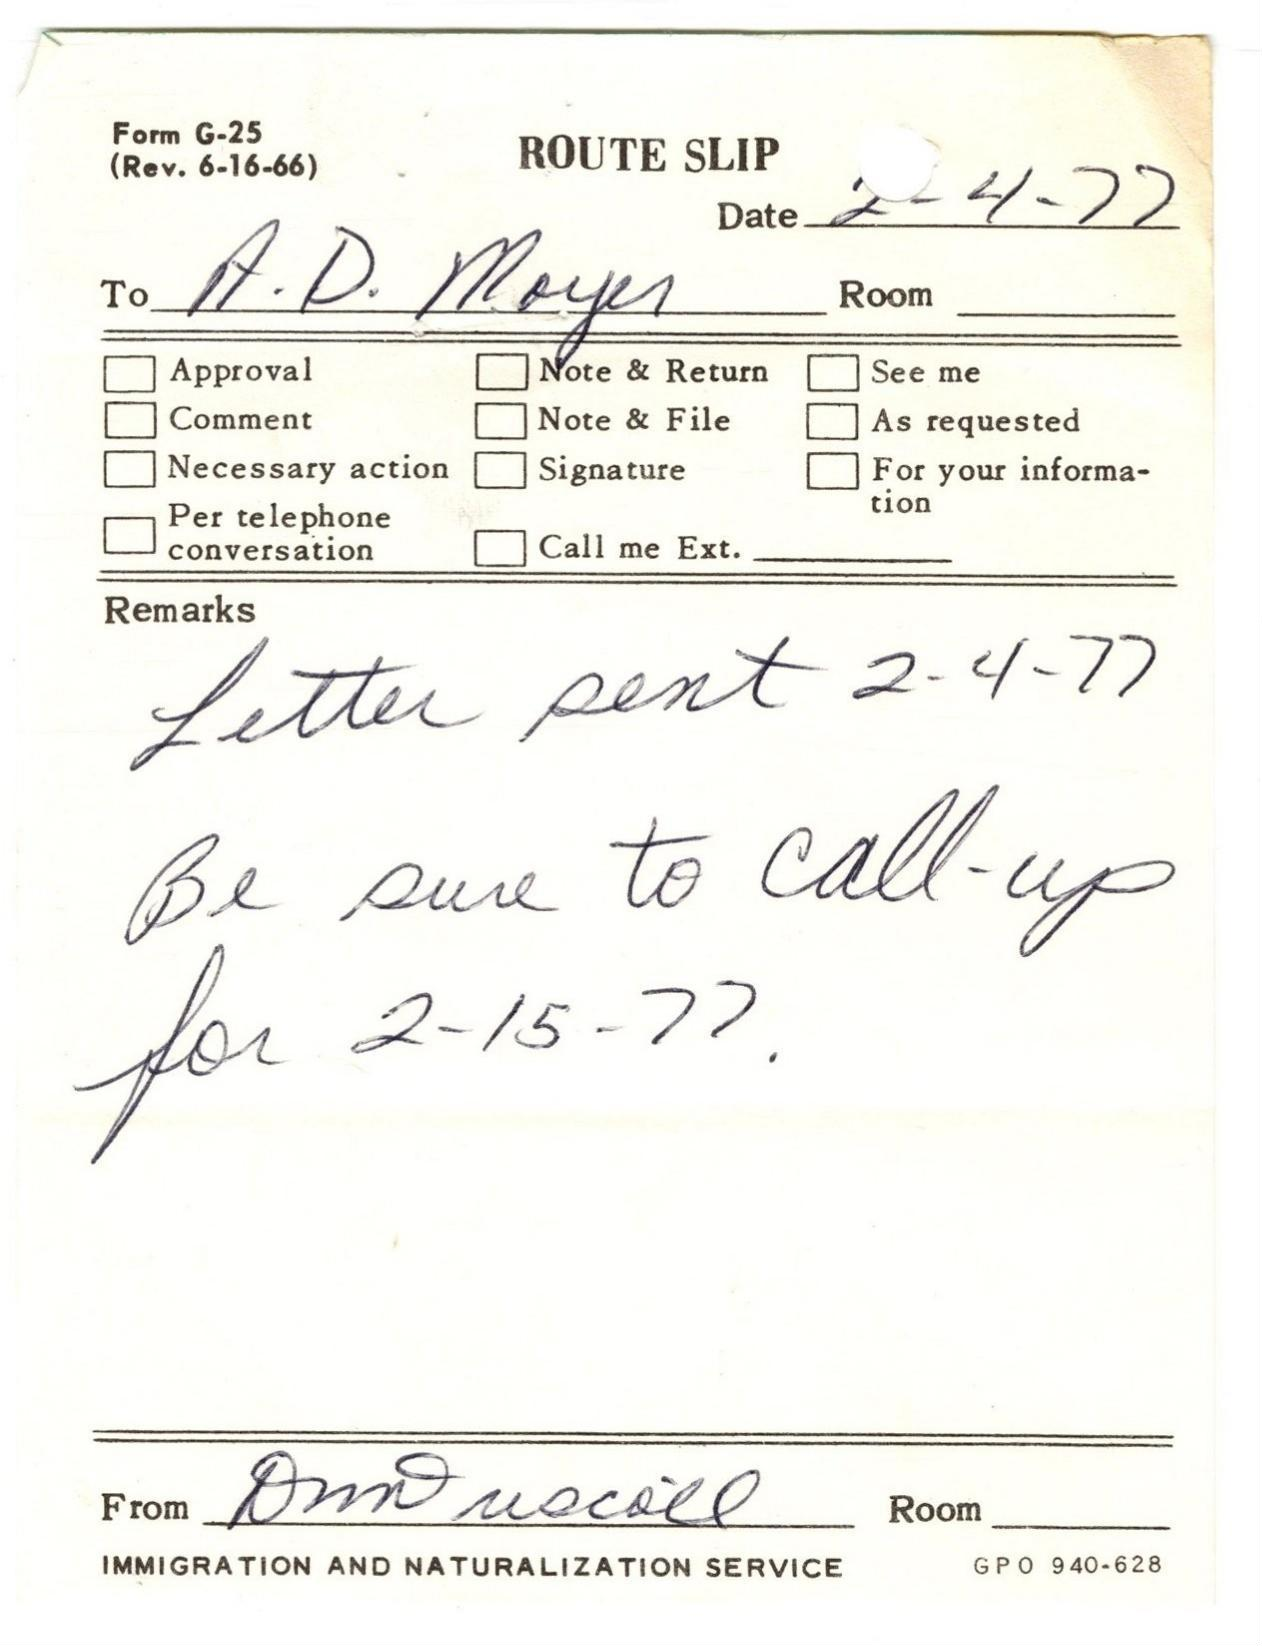 Form G-25
(Rev. 6-16-66)
ROUTE SLIP
Date 2-4-77
To A. D. Moyer Room
Approval Note & Return See me
Comment Note & File As requested
Necessary action Signature For your informa-
tion
Per telephone
conversation Call me Ext.
Remarks
Letter sent 2-4-77
Be sure to call-up
for 2-15-77.
From Driscoll Room
IMMIGRATION AND NATURALIZATION SERVICE GPO 940-628